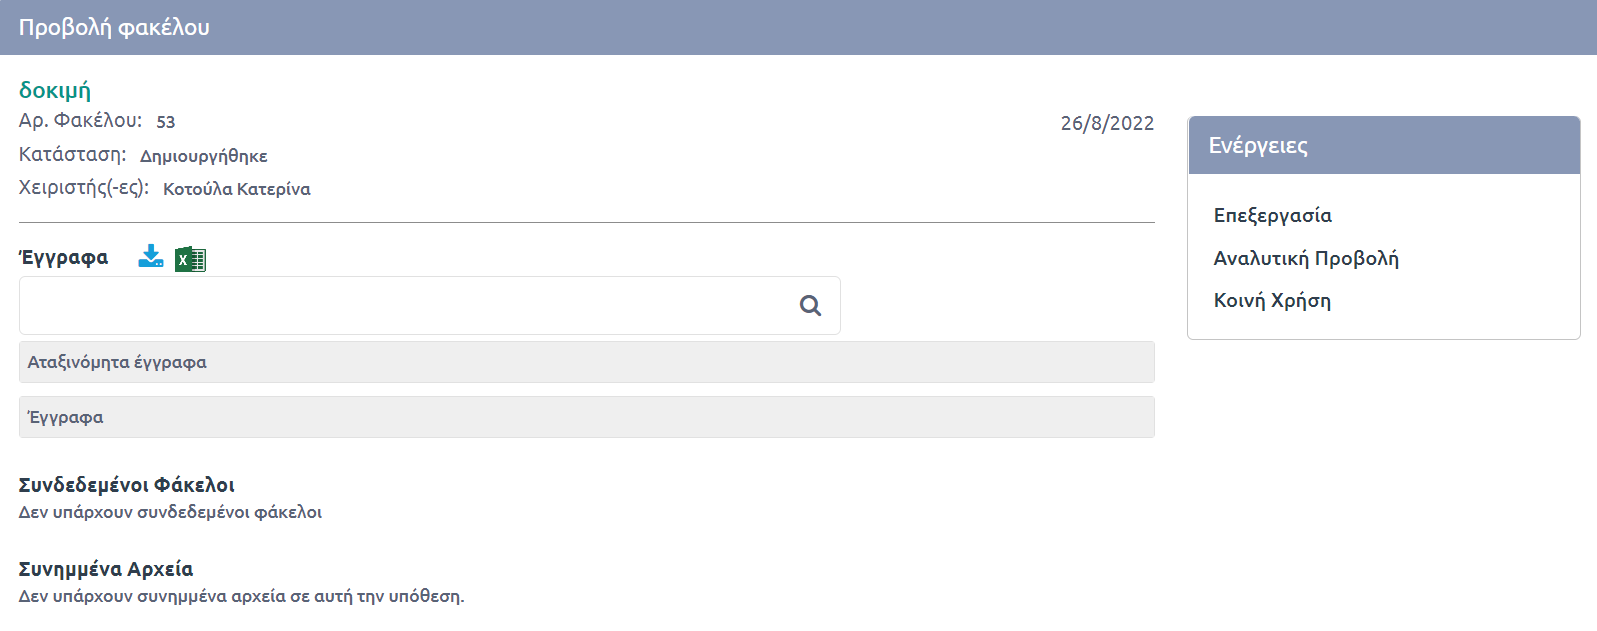 Προβολή φακέλου
δοκιμή
Αρ. Φακέλου: 53
26/8/2022
Κατάσταση: Δημιουργήθηκε
Χειριστής(-ες): Κοτούλα Κατερίνα
Έγγραφα
Αταξινόμητα έγγραφα
Έγγραφα
Συνδεδεμένοι Φάκελοι
Δεν υπάρχουν συνδεδεμένοι φάκελοι
Συνημμένα Αρχεία
Δεν υπάρχουν συνημμένα αρχεία σε αυτή την υπόθεση.
Ενέργειες
Επεξεργασία
Αναλυτική Προβολή
Κοινή Χρήση